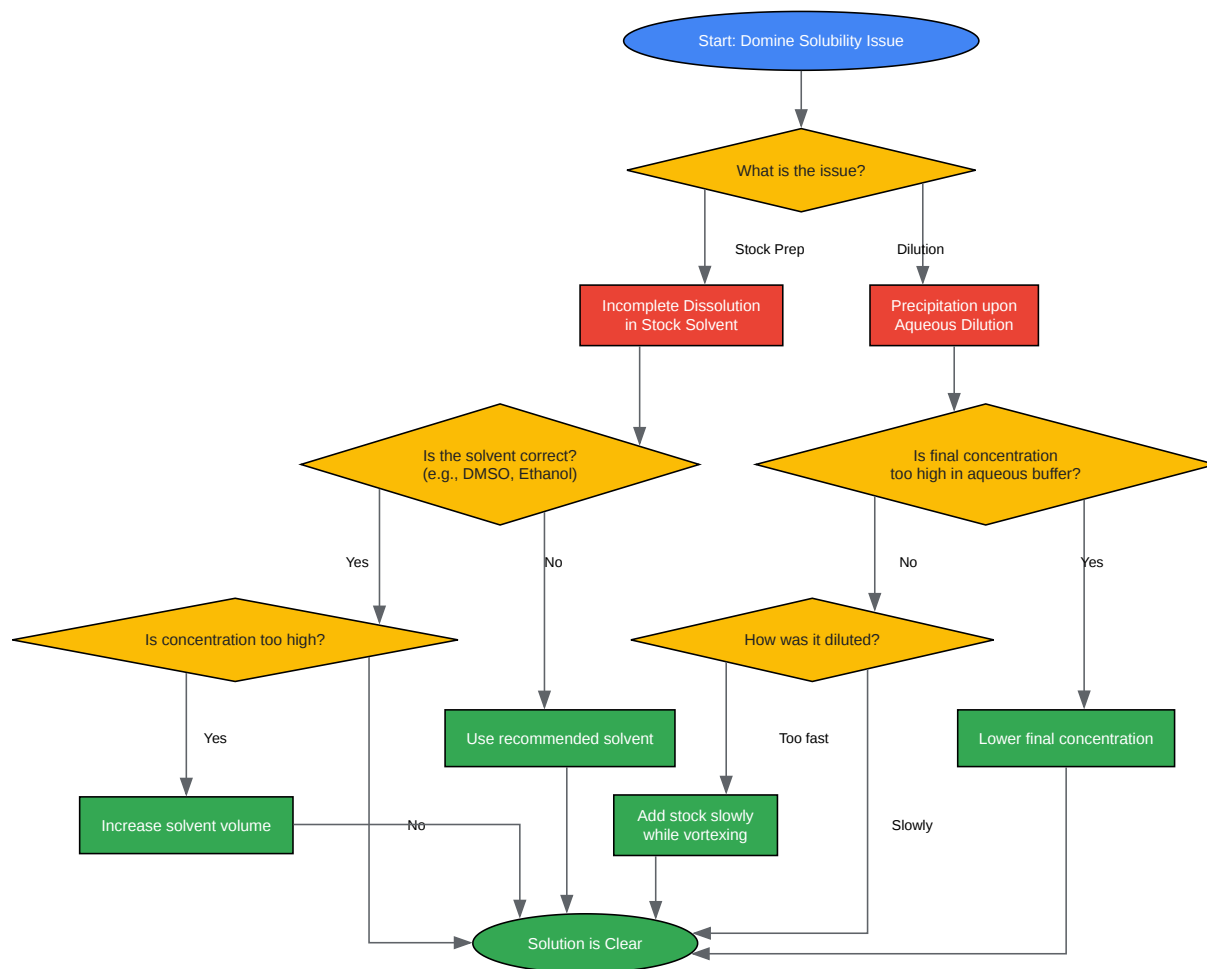 Start: Domine Solubility Issue
What is the issue?
Stock Prep
Dilution
Incomplete Dissolution
in Stock Solvent
Precipitation upon
Aqueous Dilution
Is the solvent correct?
(e.g., DMSO, Ethanol)
Is final concentration
too high in aqueous buffer?
Yes
No
No
Yes
Is concentration too high?
How was it diluted?
Yes
Use recommended solvent
Too fast
Lower final concentration
Increase solvent volume
No
Add stock slowly
while vortexing
Slowly
Solution is Clear